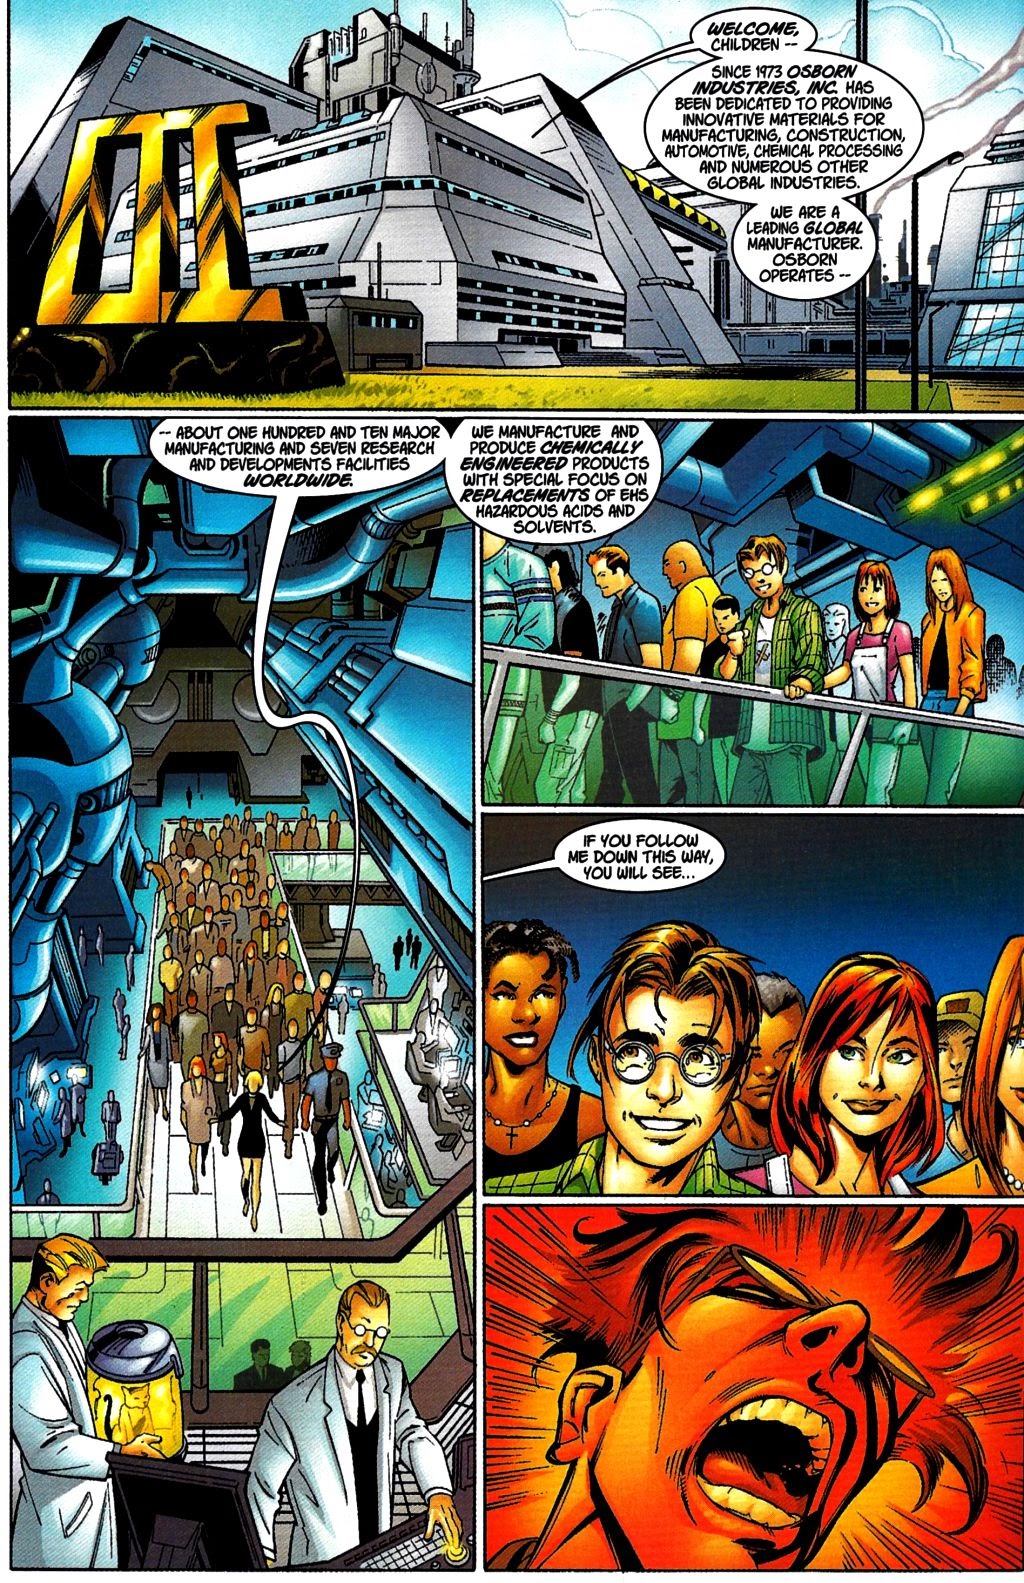 WELCOME,
CHILDREN --
SINCE 1973 OSBORN
INDUSTRIES, INC. HAS
BEEN DEDICATED TO PROVIDING
INNOVATIVE MATERIALS FOR
MANUFACTURING, CONSTRUCTION,
AUTOMOTIVE, CHEMICAL PROCESSING
AND NUMEROUS OTHER
GLOBAL INDUSTRIES.
WE ARE A
LEADING GLOBAL
MANUFACTURER.
OSBORN
OPERATES --
OI
-- ABOUT ONE HUNDRED AND TEN MAJOR
MANUFACTURING AND SEVEN RESEARCH
AND DEVELOPMENTS FACILITIES
WORLDWIDE.
WE MANUFACTURE AND
PRODUCE CHEMICALLY
ENGINEERED PRODUCTS
WITH SPECIAL FOCUS ON
REPLACEMENTS OF EHS
HAZARDOUS ACIDS AND
SOLVENTS.
IF YOU FOLLOW
ME DOWN THIS WAY,
YOU WILL SEE...